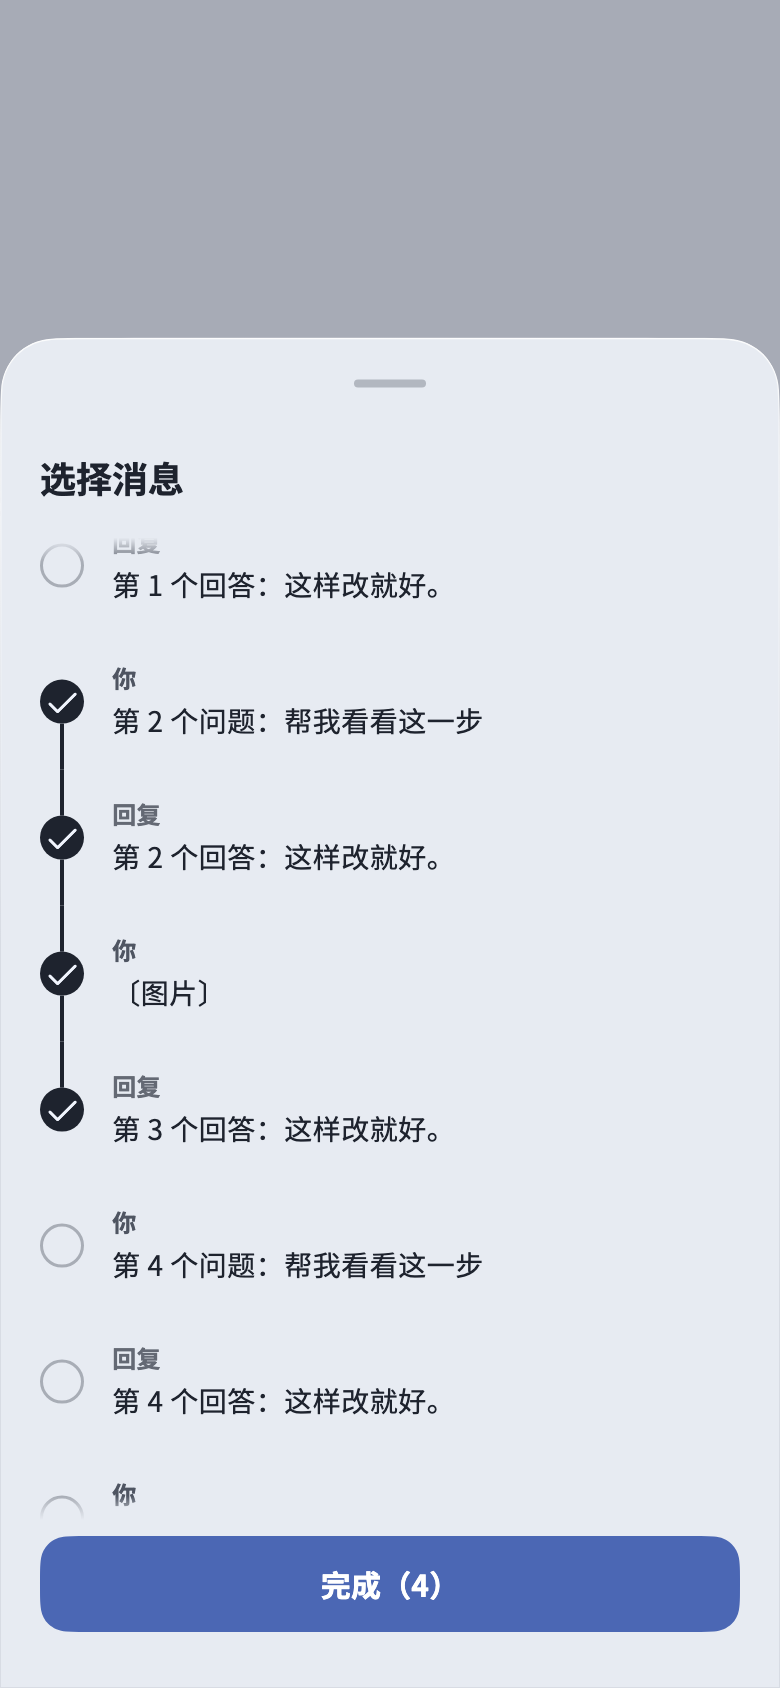 选择消息
回复
第 1 个回答：这样改就好。
你
第 2 个问题：帮我看看这一步
回复
第 2 个回答：这样改就好。
你
〔图片〕
回复
第 3 个回答：这样改就好。
你
第 4 个问题：帮我看看这一步
回复
第 4 个回答：这样改就好。
你
完成（4）